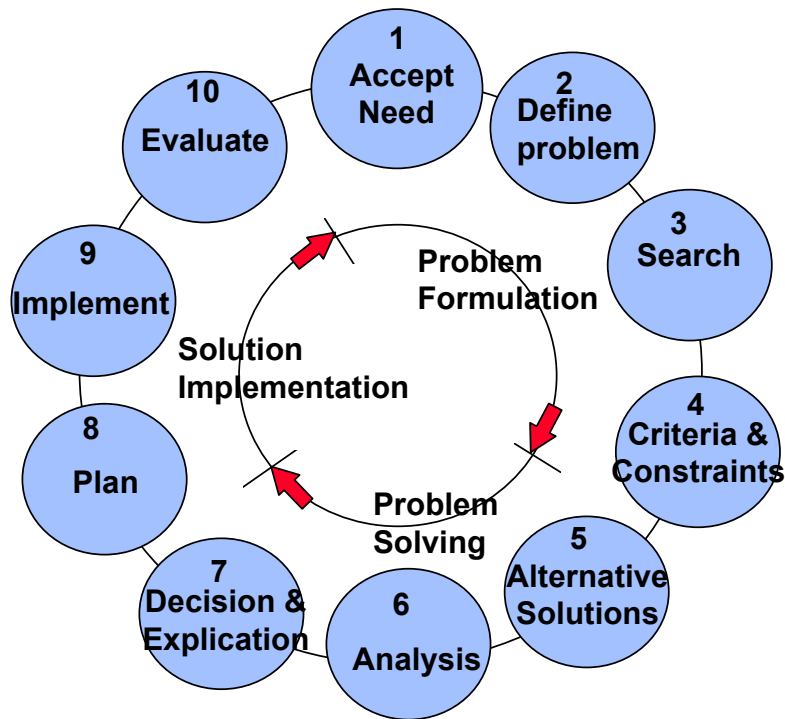 1
Accept
Need
2
Define
problem
3
Search
4
Criteria &
Constraints
5
Alternative
Solutions
6
Analysis
7
Decision &
Explication
8
Plan
9
Implement
10
Evaluate
Problem
Formulation
Problem
Solving
Solution
Implementation